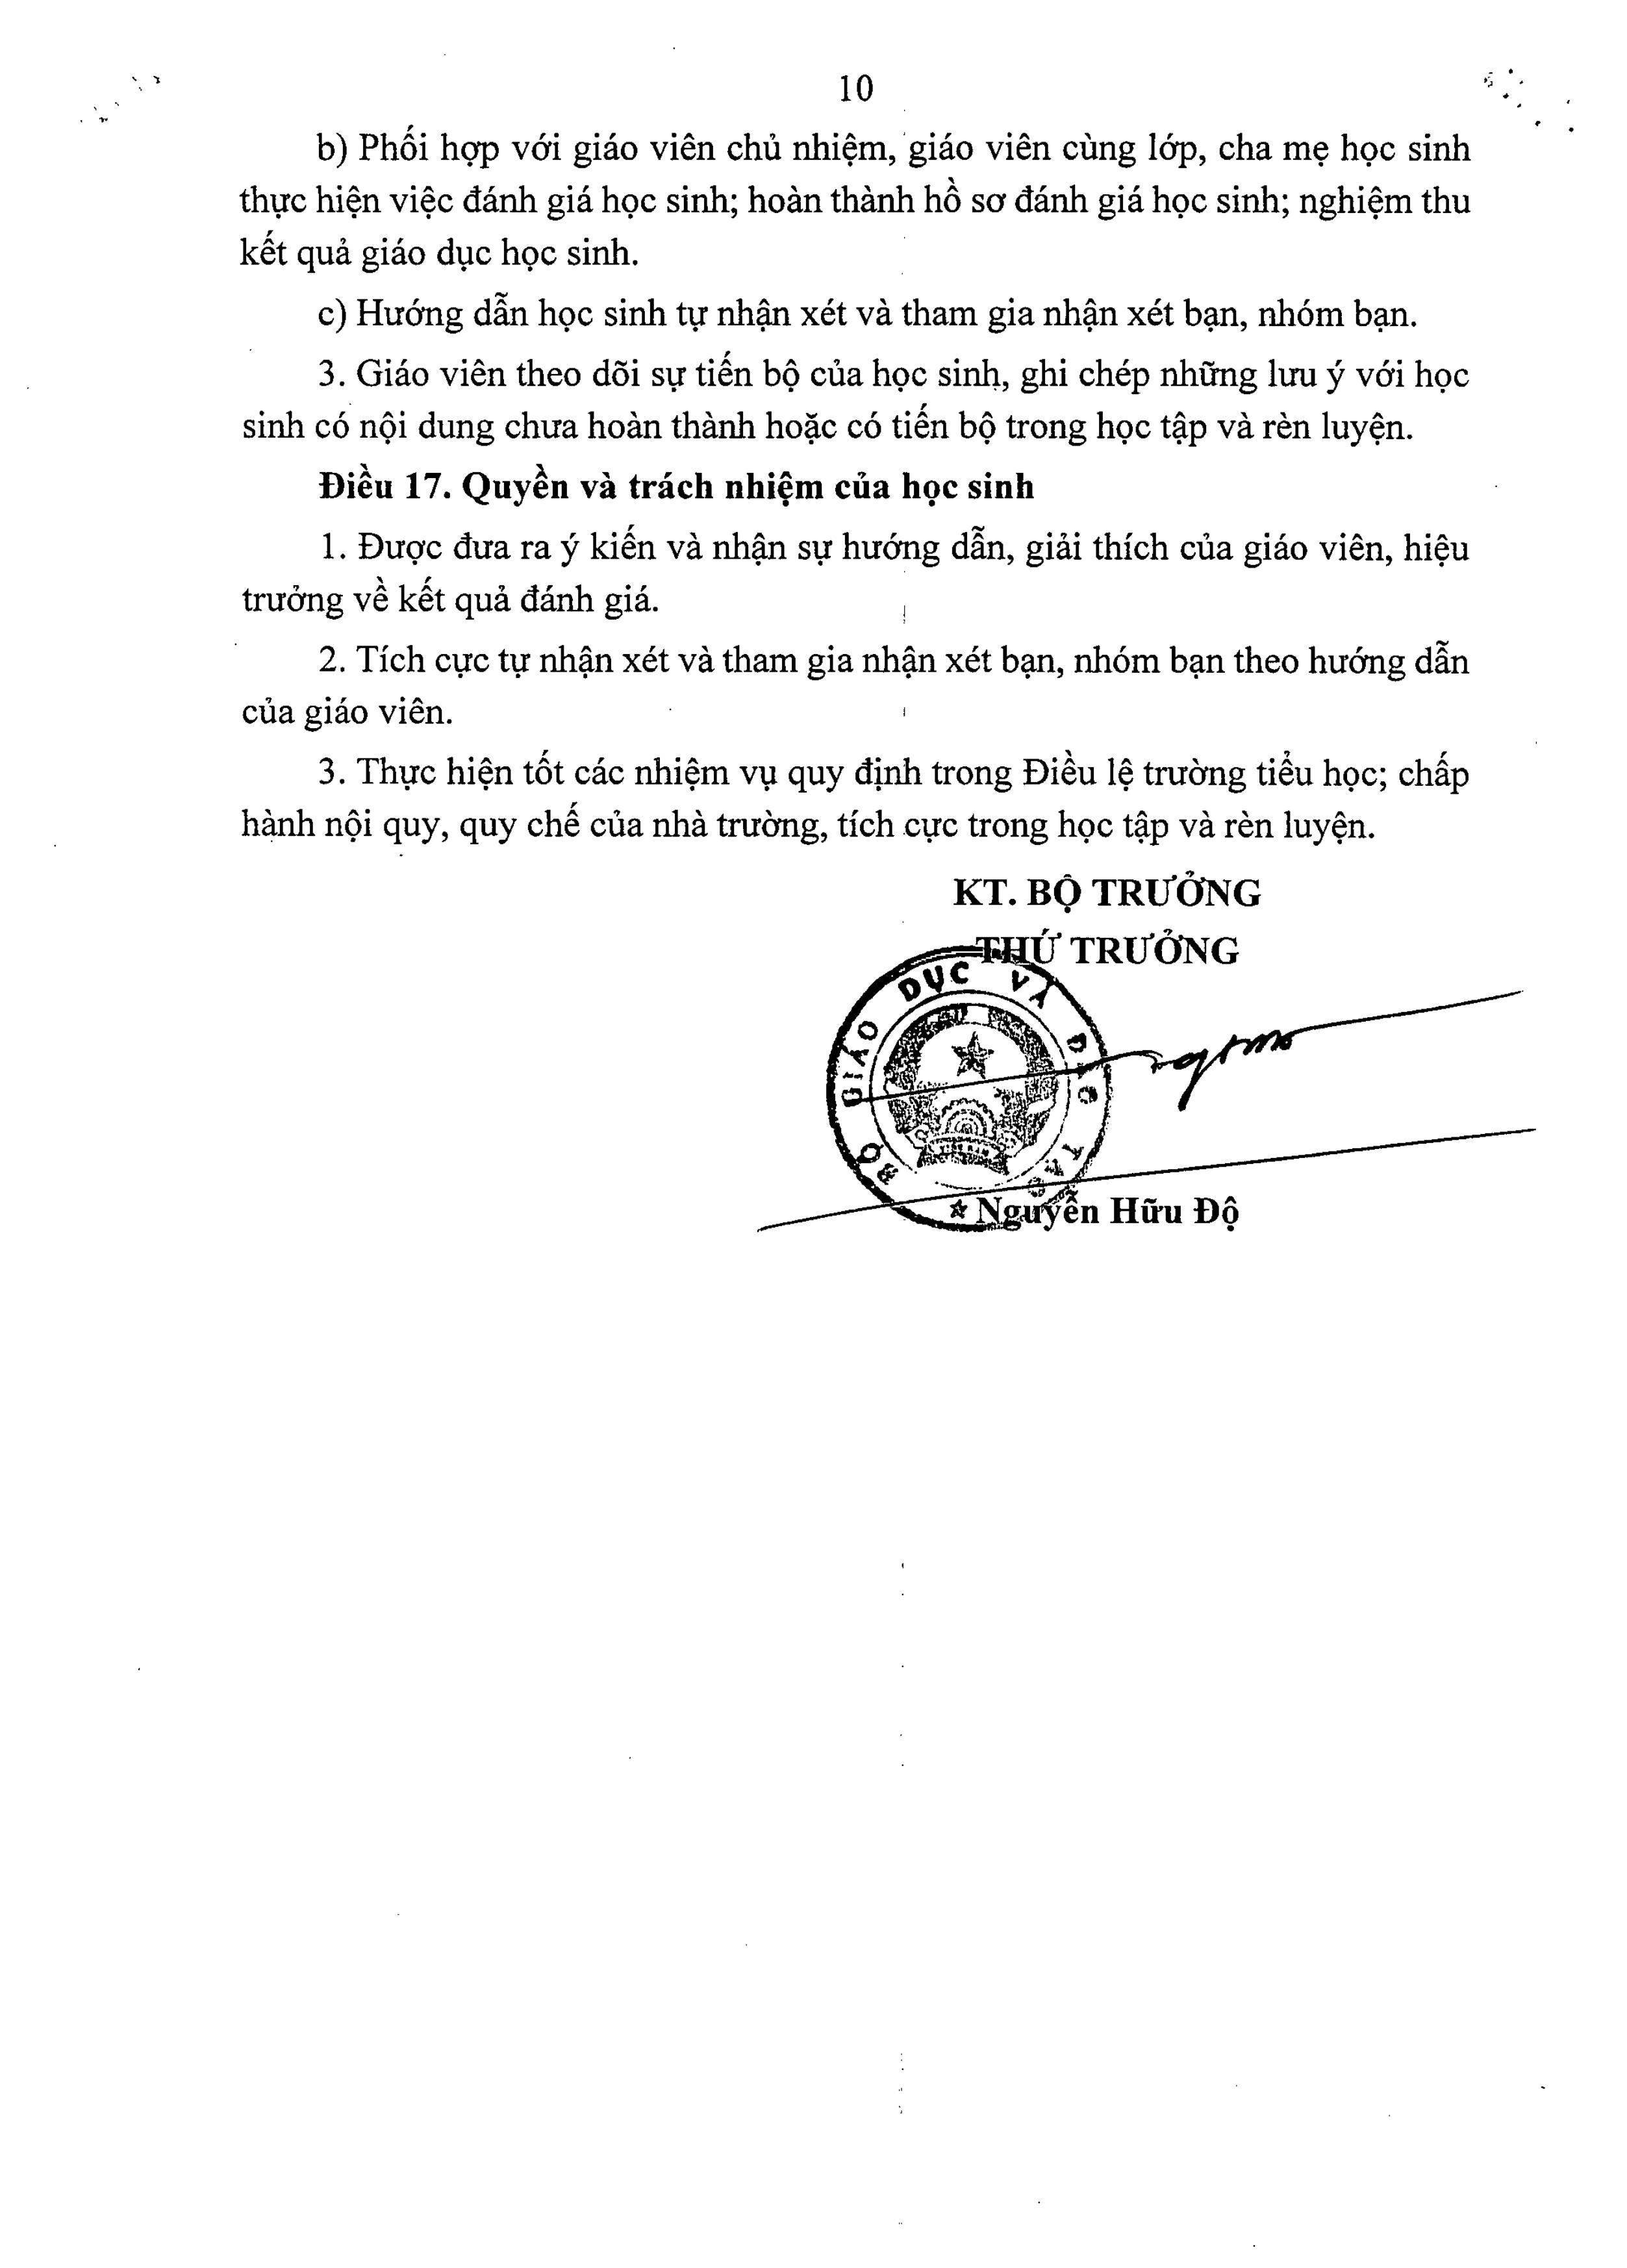 10
b) Phối hợp với giáo viên chủ nhiệm, giáo viên cùng lớp, cha mẹ học sinh
thực hiện việc đánh giá học sinh; hoàn thành hồ sơ đánh giá học sinh; nghiệm thu
kết quả giáo dục học sinh.
c) Hướng dẫn học sinh tự nhận xét và tham gia nhận xét bạn, nhóm bạn.
3. Giáo viên theo dõi sự tiến bộ của học sinh, ghi chép những lưu ý với học
sinh có nội dung chưa hoàn thành hoặc có tiến bộ trong học tập và rèn luyện.
Điều 17. Quyền và trách nhiệm của học sinh
1. Được đưa ra ý kiến và nhận sự hướng dẫn, giải thích của giáo viên, hiệu
trưởng về kết quả đánh giá.
2. Tích cực tự nhận xét và tham gia nhận xét bạn, nhóm bạn theo hướng dẫn
của giáo viên.
3. Thực hiện tốt các nhiệm vụ quy định trong Điều lệ trường tiểu học; chấp
hành nội quy, quy chế của nhà trường, tích cực trong học tập và rèn luyện.
KT. BỘ TRƯỞNG
THỨ TRƯỞNG
BỘ GIÁO DỤC VÀ ĐÀO TẠO
Nguyễn Hữu Độ